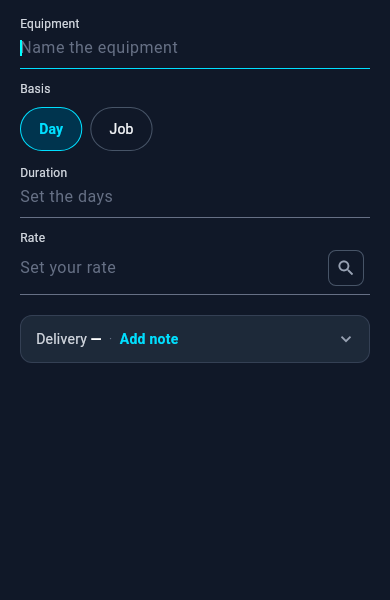 Equipment
Name the equipment
Basis
Day
Job
Duration
Set the days
Rate
Set your rate
Delivery — · Add note